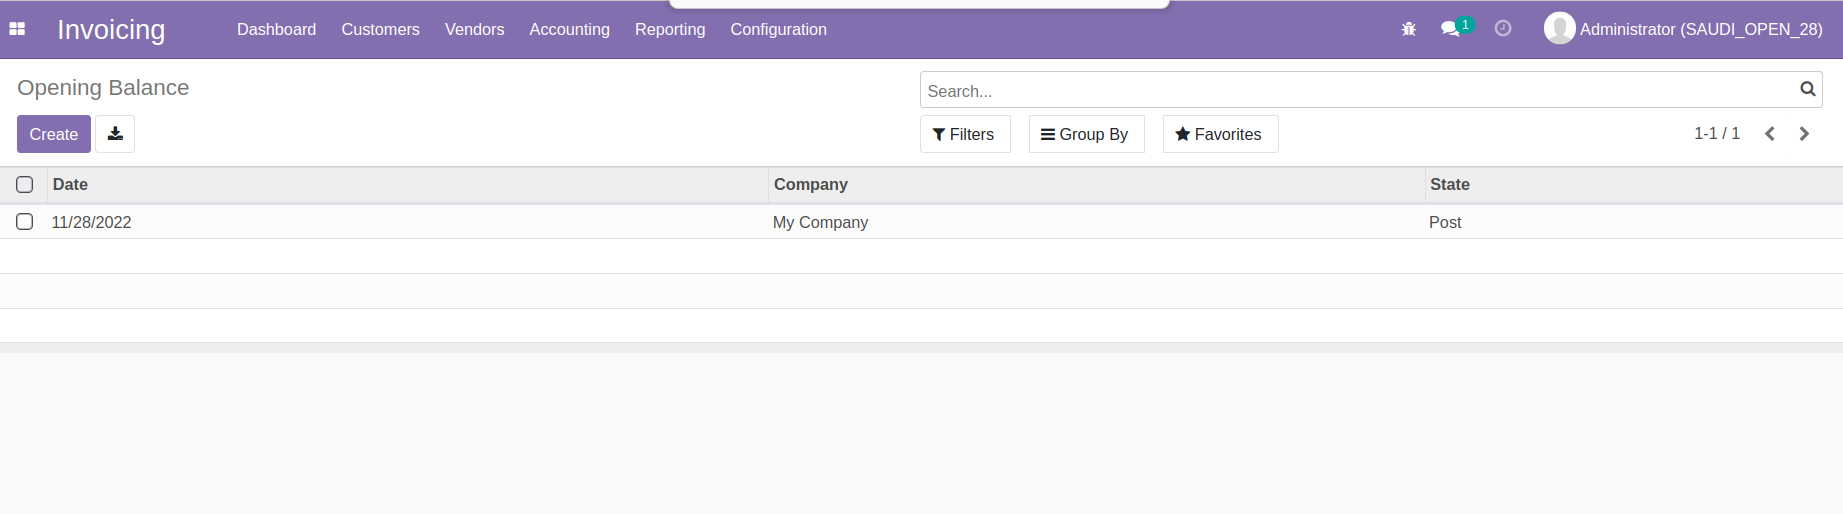 Invoicing Dashboard Customers Vendors Accounting Reporting Configuration 1 Administrator (SAUDI_OPEN_28)
Opening Balance
Search...
Create
Filters Group By Favorites 1-1 / 1
Date Company State
11/28/2022 My Company Post